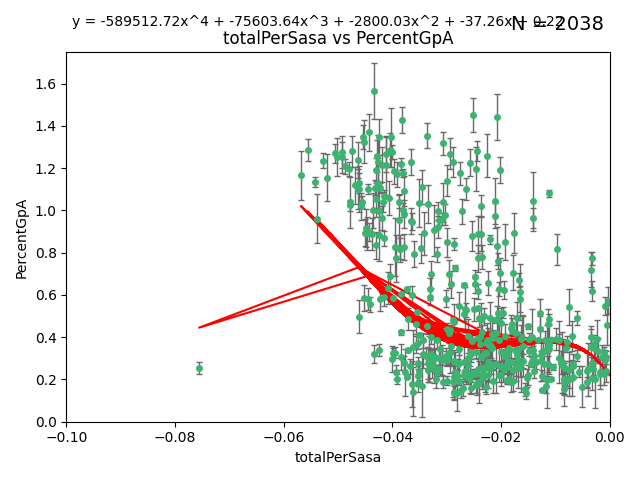 y = -589512.72x^4 + -75603.64x^3 + -2800.03x^2 + -37.26x + 0.22
N = 2038
totalPerSasa vs PercentGpA
PercentGpA
1.6
1.4
1.2
1.0
0.8
0.6
0.4
0.2
0.0
−0.10 −0.08 −0.06 −0.04 −0.02 0.00
totalPerSasa